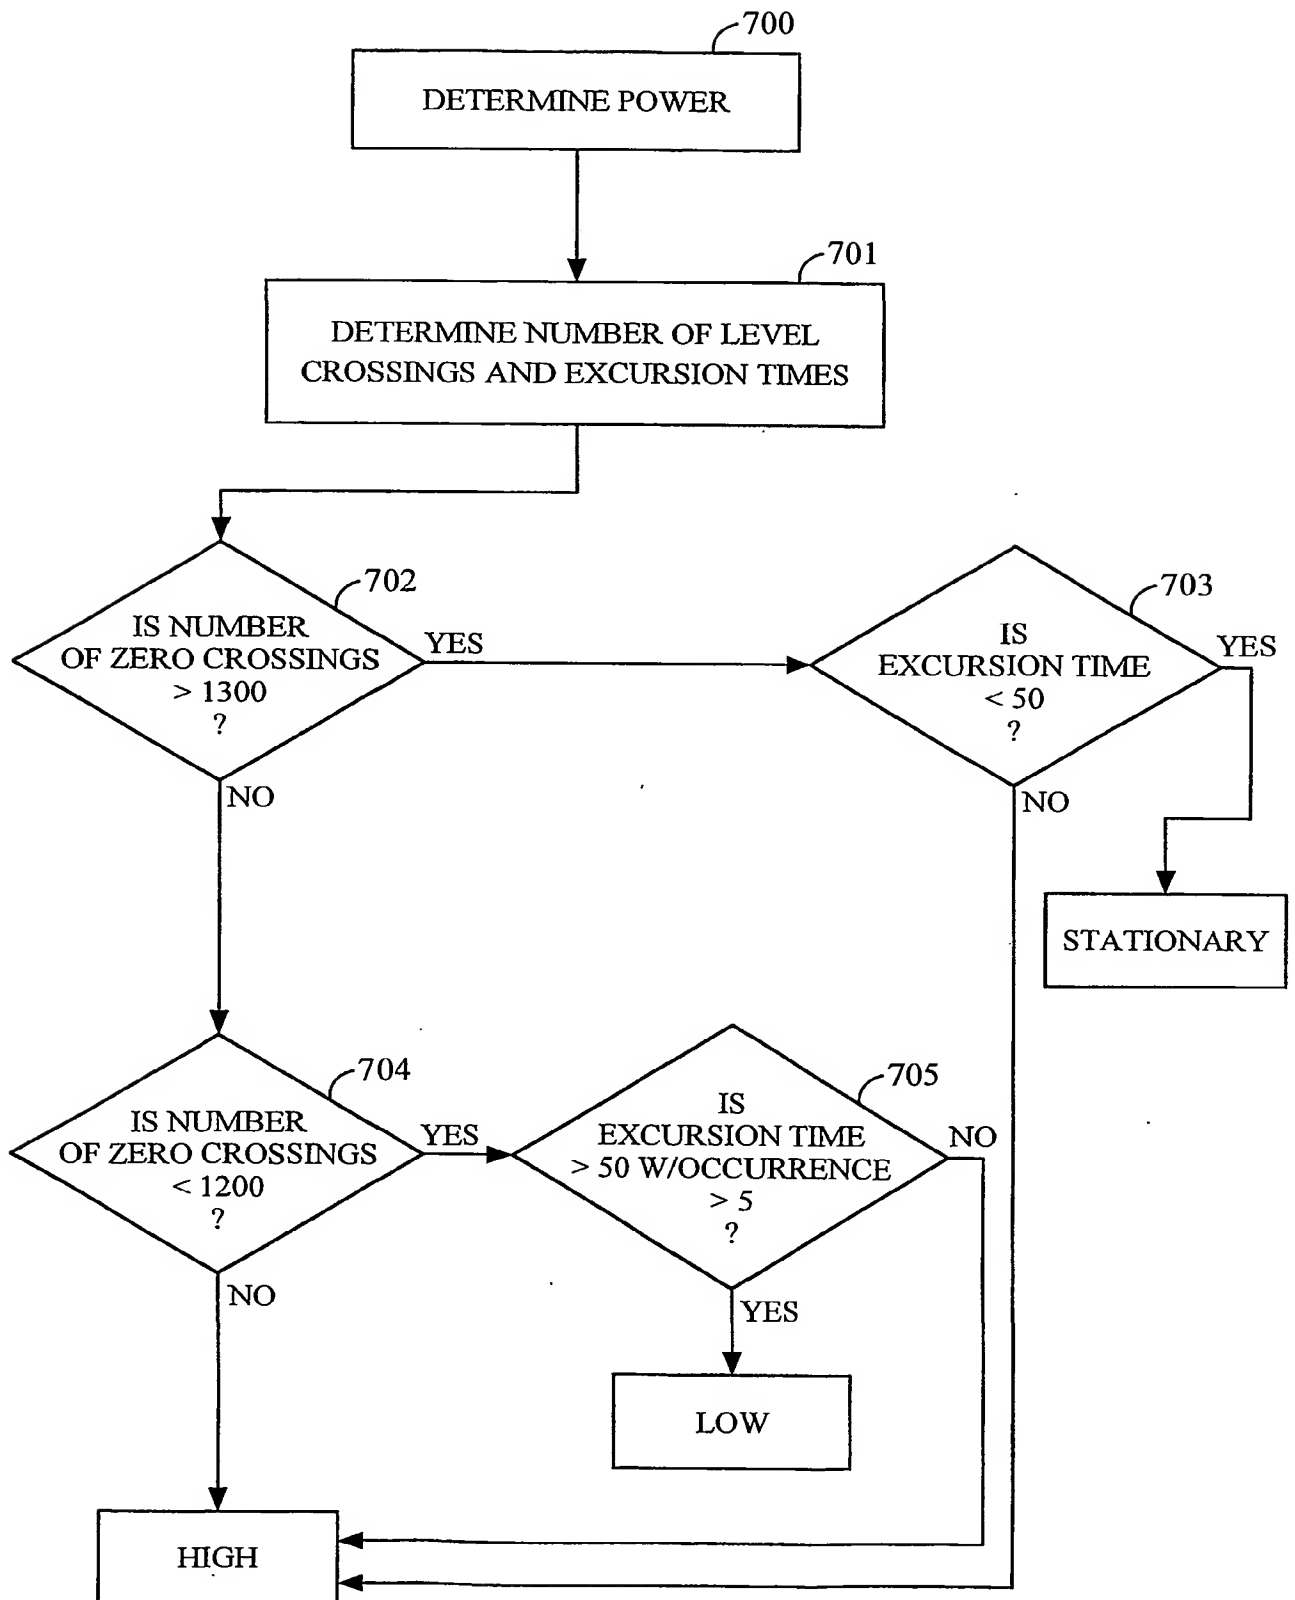 700
DETERMINE POWER
701
DETERMINE NUMBER OF LEVEL
CROSSINGS AND EXCURSION TIMES
702
IS NUMBER
OF ZERO CROSSINGS
> 1300
?
YES
NO
703
IS
EXCURSION TIME
< 50
?
YES
NO
STATIONARY
704
IS NUMBER
OF ZERO CROSSINGS
< 1200
?
YES
NO
705
IS
EXCURSION TIME
> 50 W/OCCURRENCE
> 5
?
NO
YES
LOW
HIGH